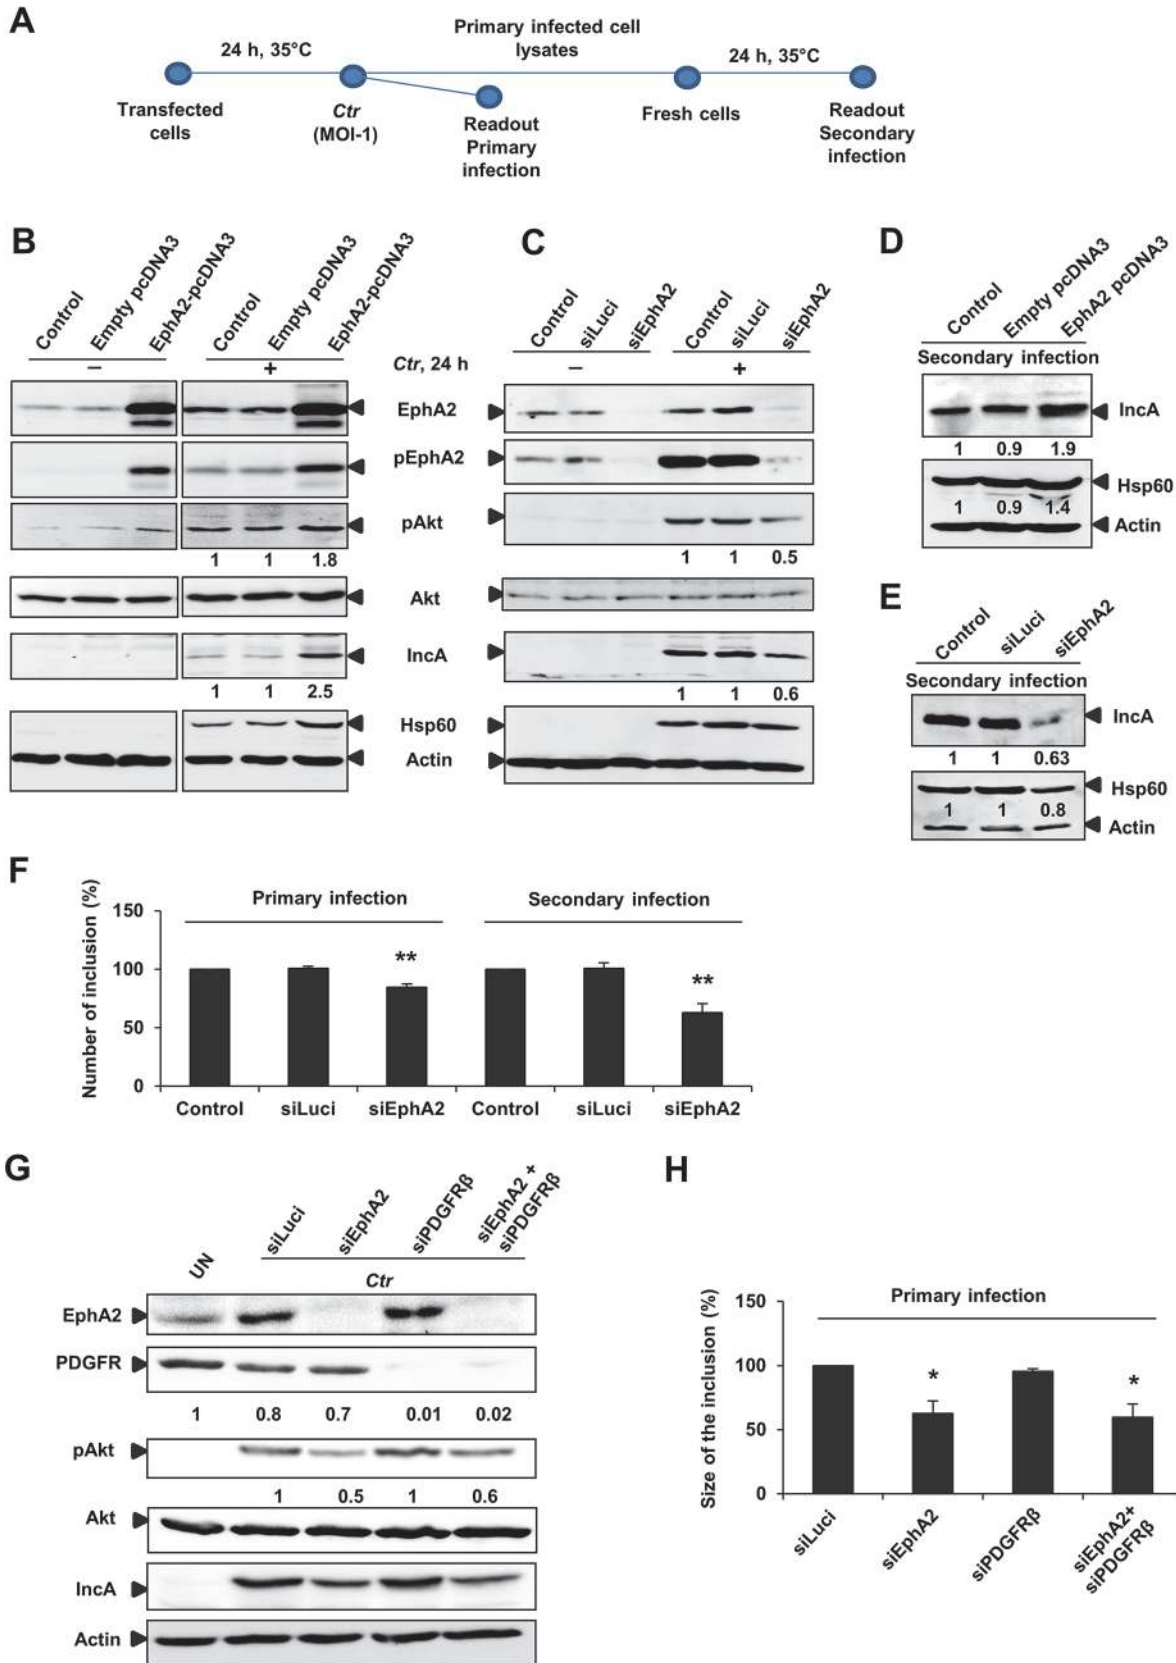 A
24 h, 35°C
Primary infected cell
lysates
24 h, 35°C
Transfected
cells
Ctr
(MOI-1)
Readout
Primary
infection
Fresh cells
Readout
Secondary
infection
B
Control
Empty pcDNA3
EphA2-pcDNA3
Control
Empty pcDNA3
EphA2-pcDNA3
– +
Ctr, 24 h
C
Control
siLuci
siEphA2
Control
siLuci
siEphA2
– +
EphA2
pEphA2
pAkt
1 1 1.8
1 1 0.5
Akt
IncA
1 1 2.5
1 1 0.6
Hsp60
Actin
D
Control
Empty pcDNA3
EphA2 pcDNA3
Secondary infection
IncA
1 0.9 1.9
Hsp60
1 0.9 1.4
Actin
E
Control
siLuci
siEphA2
Secondary infection
IncA
1 1 0.63
Hsp60
1 1 0.8
Actin
F
Number of inclusion (%)
150
100
50
0
Primary infection
Secondary infection
**
**
Control siLuci siEphA2 Control siLuci siEphA2
G
UN
siLuci
siEphA2
siPDGFRβ
siEphA2 +
siPDGFRβ
Ctr
EphA2
PDGFR
1 0.8 0.7 0.01 0.02
pAkt
1 0.5 1 0.6
Akt
IncA
Actin
H
Size of the inclusion (%)
150
100
50
0
Primary infection
*
*
siLuci
siEphA2
siPDGFRβ
siEphA2+
siPDGFRβ